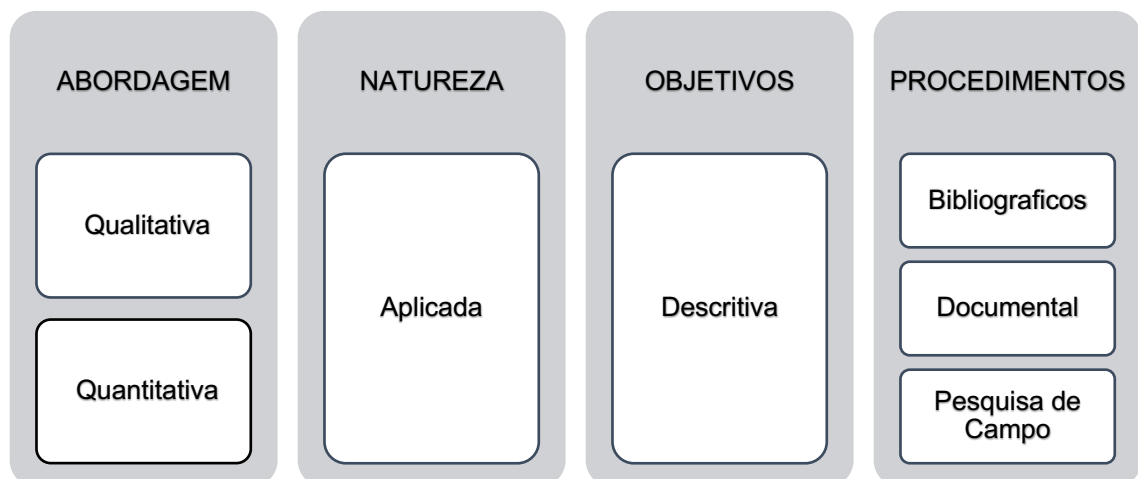 ABORDAGEM
Qualitativa
Quantitativa
NATUREZA
Aplicada
OBJETIVOS
Descritiva
PROCEDIMENTOS
Bibliograficos
Documental
Pesquisa de
Campo